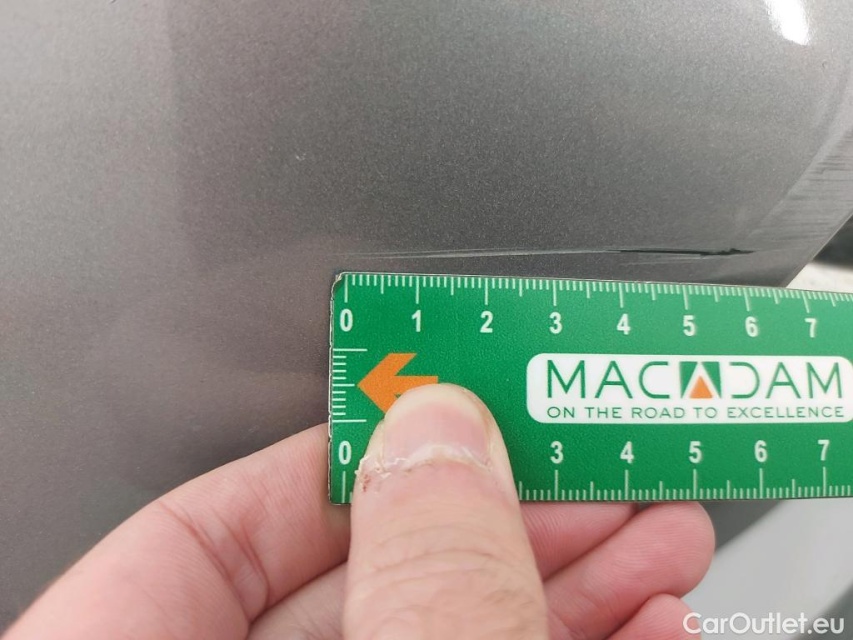 0 1 2 3 4 5 6 7
MACADAM
ON THE ROAD TO EXCELLENCE
0 3 4 5 6 7
CarOutlet.eu